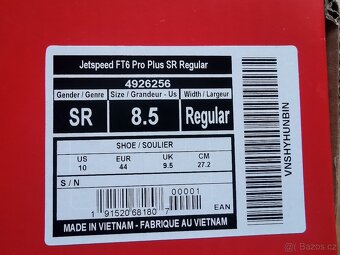 Jetspeed FT6 Pro Plus SR Regular
4926256
Gender / Genre Size / Grandeur - Us Width / Largeur
SR 8.5 Regular
SHOE / SOULIER
US EUR UK CM
10 44 9.5 27.2
S / N
00001
1 91520 68180 7 EAN
MADE IN VIETNAM - FABRIQUE AU VIETNAM
VNSHYHUNBIN
Sbazoš.cz